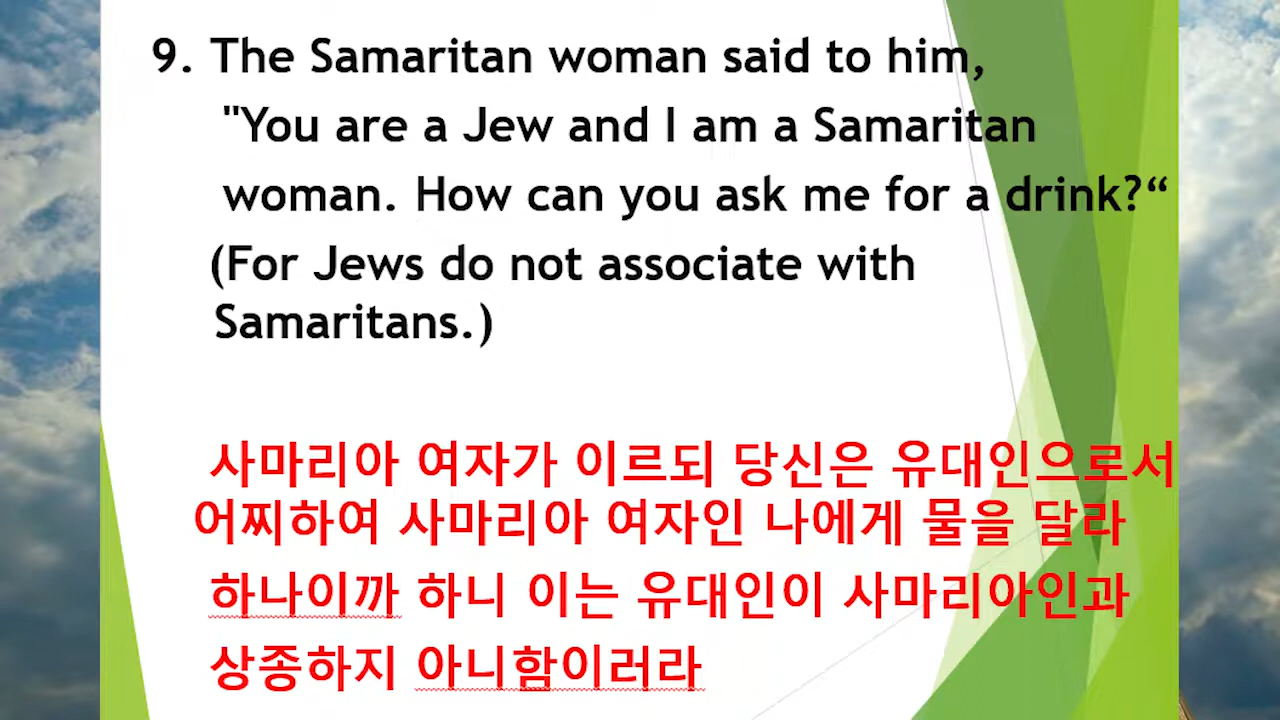 9. The Samaritan woman said to him,
"You are a Jew and I am a Samaritan
woman. How can you ask me for a drink?“
(For Jews do not associate with
Samaritans.)
사마리아 여자가 이르되 당신은 유대인으로서
어찌하여 사마리아 여자인 나에게 물을 달라
하나이까 하니 이는 유대인이 사마리아인과
상종하지 아니함이러라